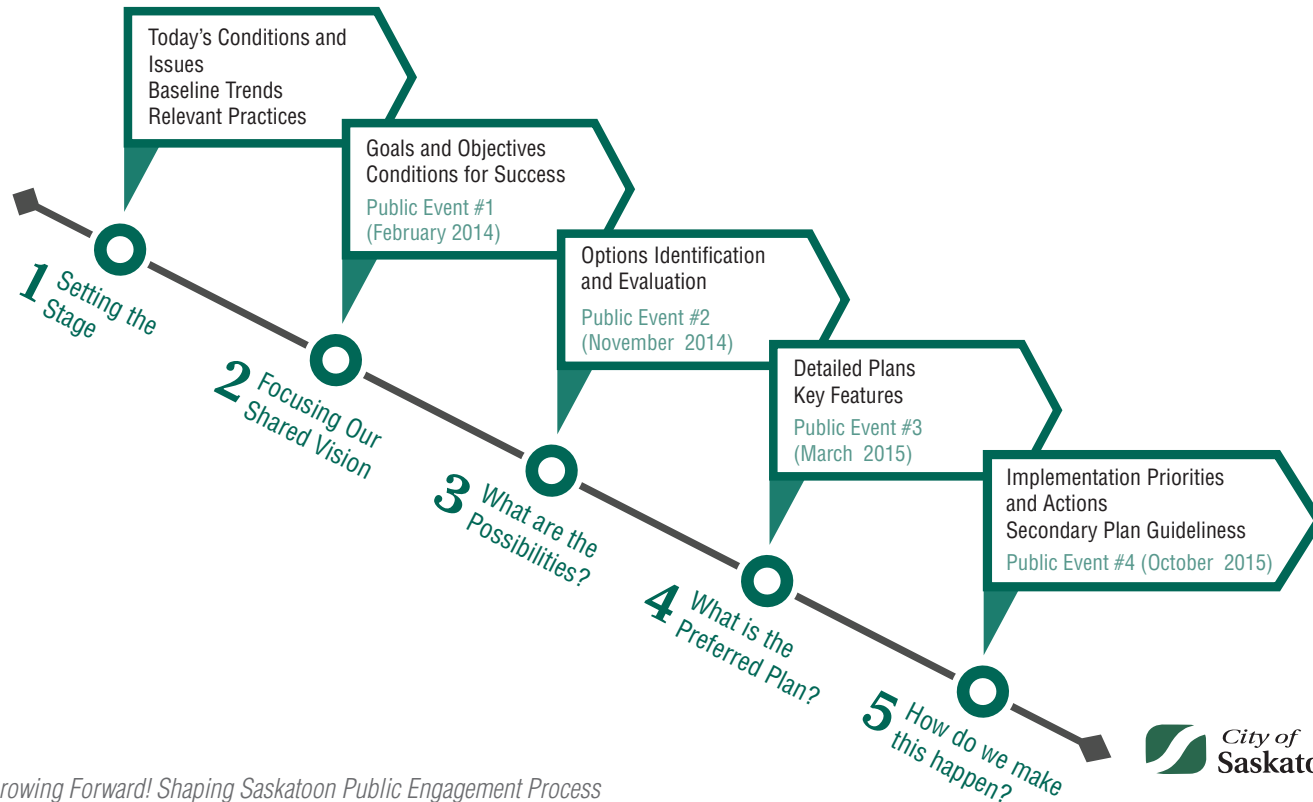 Today's Conditions and
Issues
Baseline Trends
Relevant Practices
1 Setting the
Stage
Goals and Objectives
Conditions for Success
Public Event #1
(February 2014)
2 Focusing Our
Shared Vision
Options Identification
and Evaluation
Public Event #2
(November 2014)
3 What are the
Possibilities?
Detailed Plans
Key Features
Public Event #3
(March 2015)
4 What is the
Preferred Plan?
Implementation Priorities
and Actions
Secondary Plan Guideliness
Public Event #4 (October 2015)
5 How do we make
this happen?
City of
Saskato
rowing Forward! Shaping Saskatoon Public Engagement Process